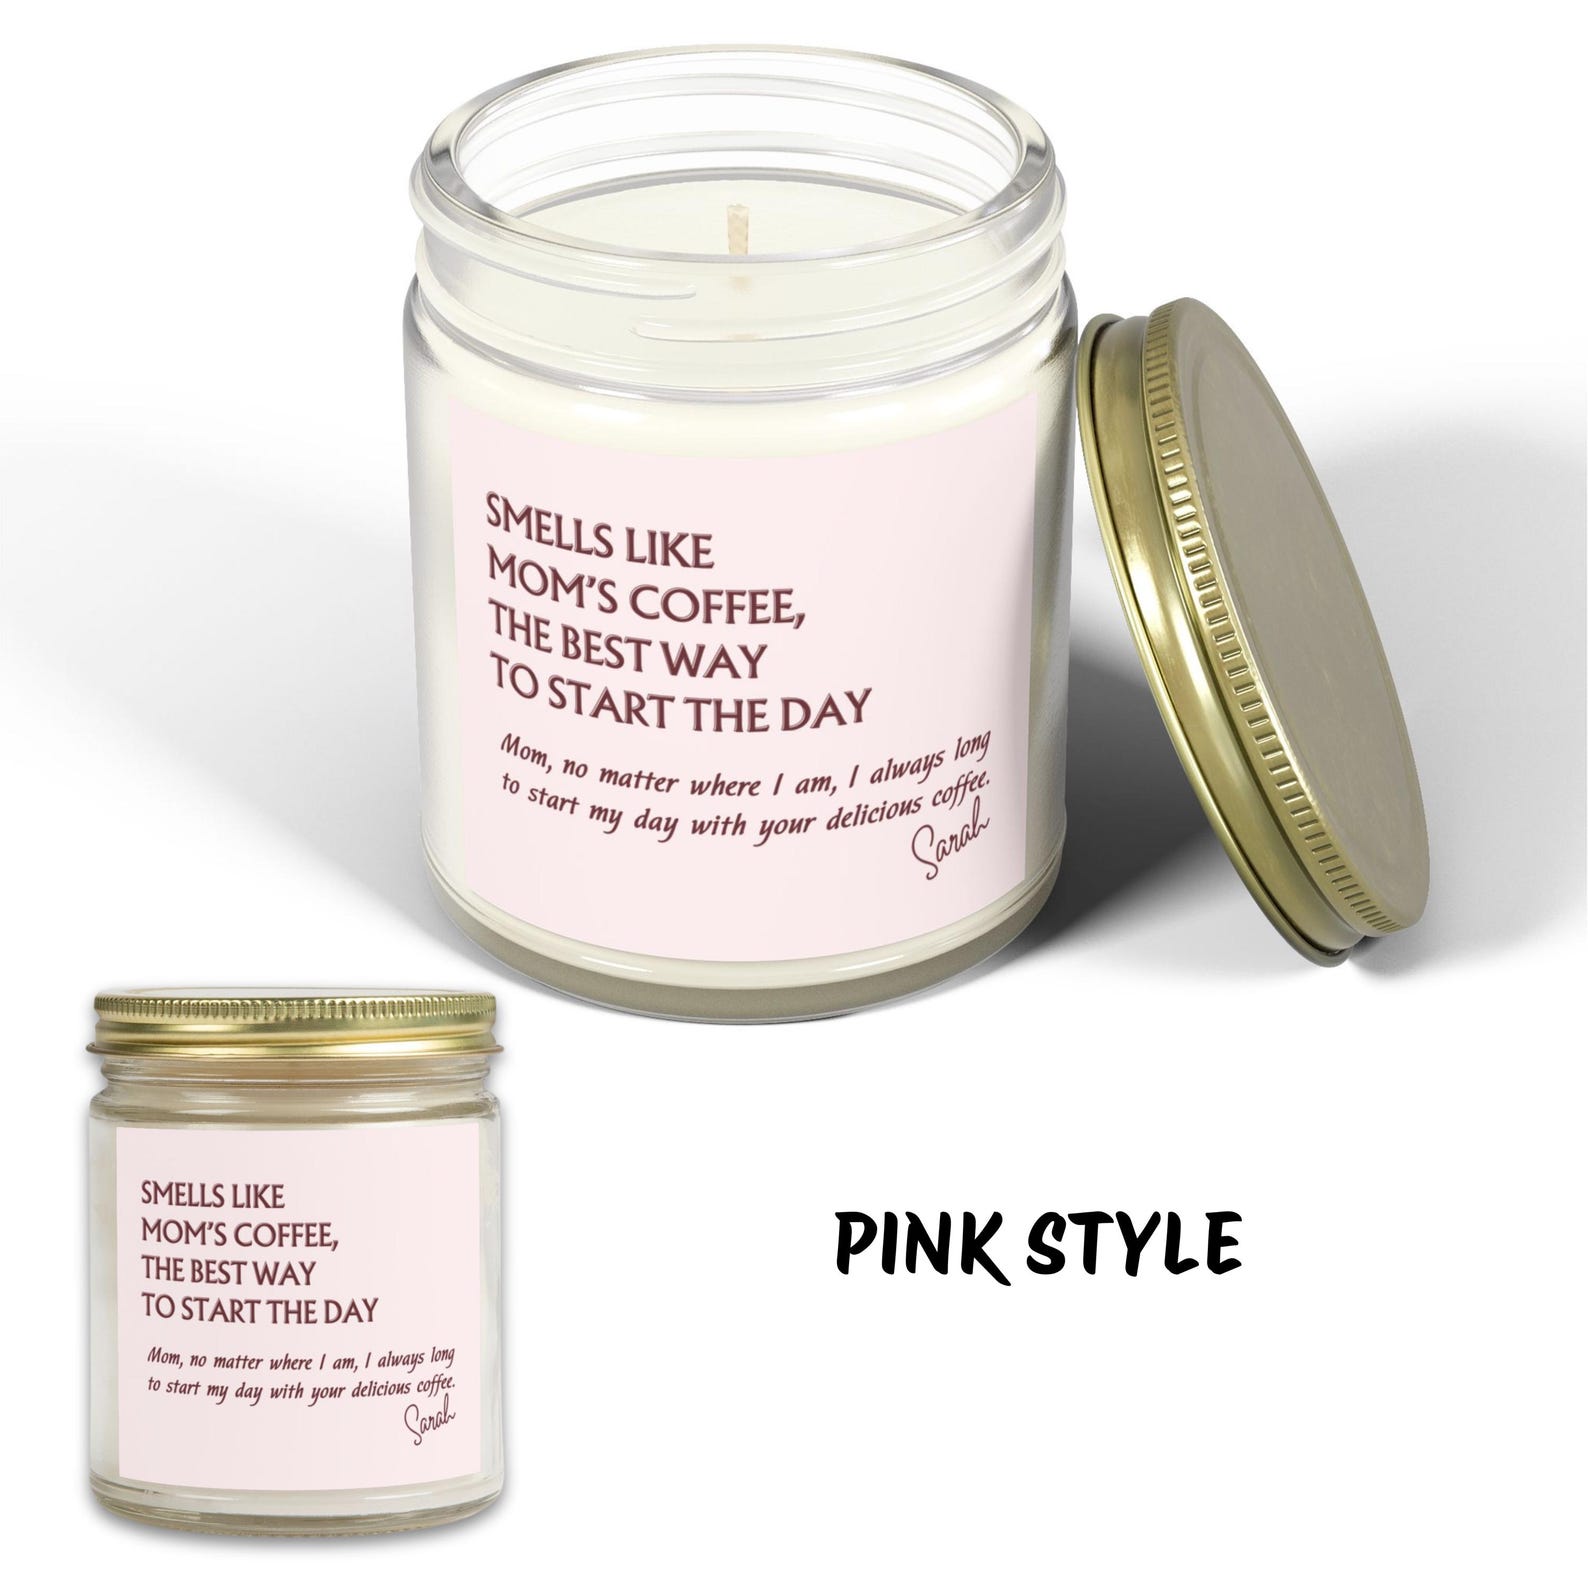 SMELLS LIKE
MOM'S COFFEE,
THE BEST WAY
TO START THE DAY
Mom, no matter where I am, I always long
to start my day with your delicious coffee.
Sarah
SMELLS LIKE
MOM'S COFFEE,
THE BEST WAY
TO START THE DAY
Mom, no matter where I am, I always long
to start my day with your delicious coffee.
Sarah
PINK STYLE